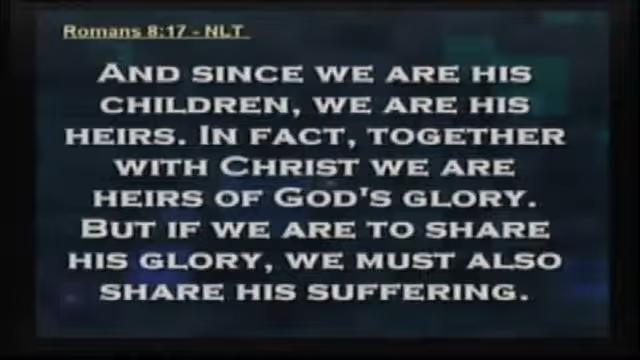 Romans 8:17 - NLT
And since we are his
children, we are his
heirs. In fact, together
with Christ we are
heirs of God's glory.
But if we are to share
his glory, we must also
share his suffering.